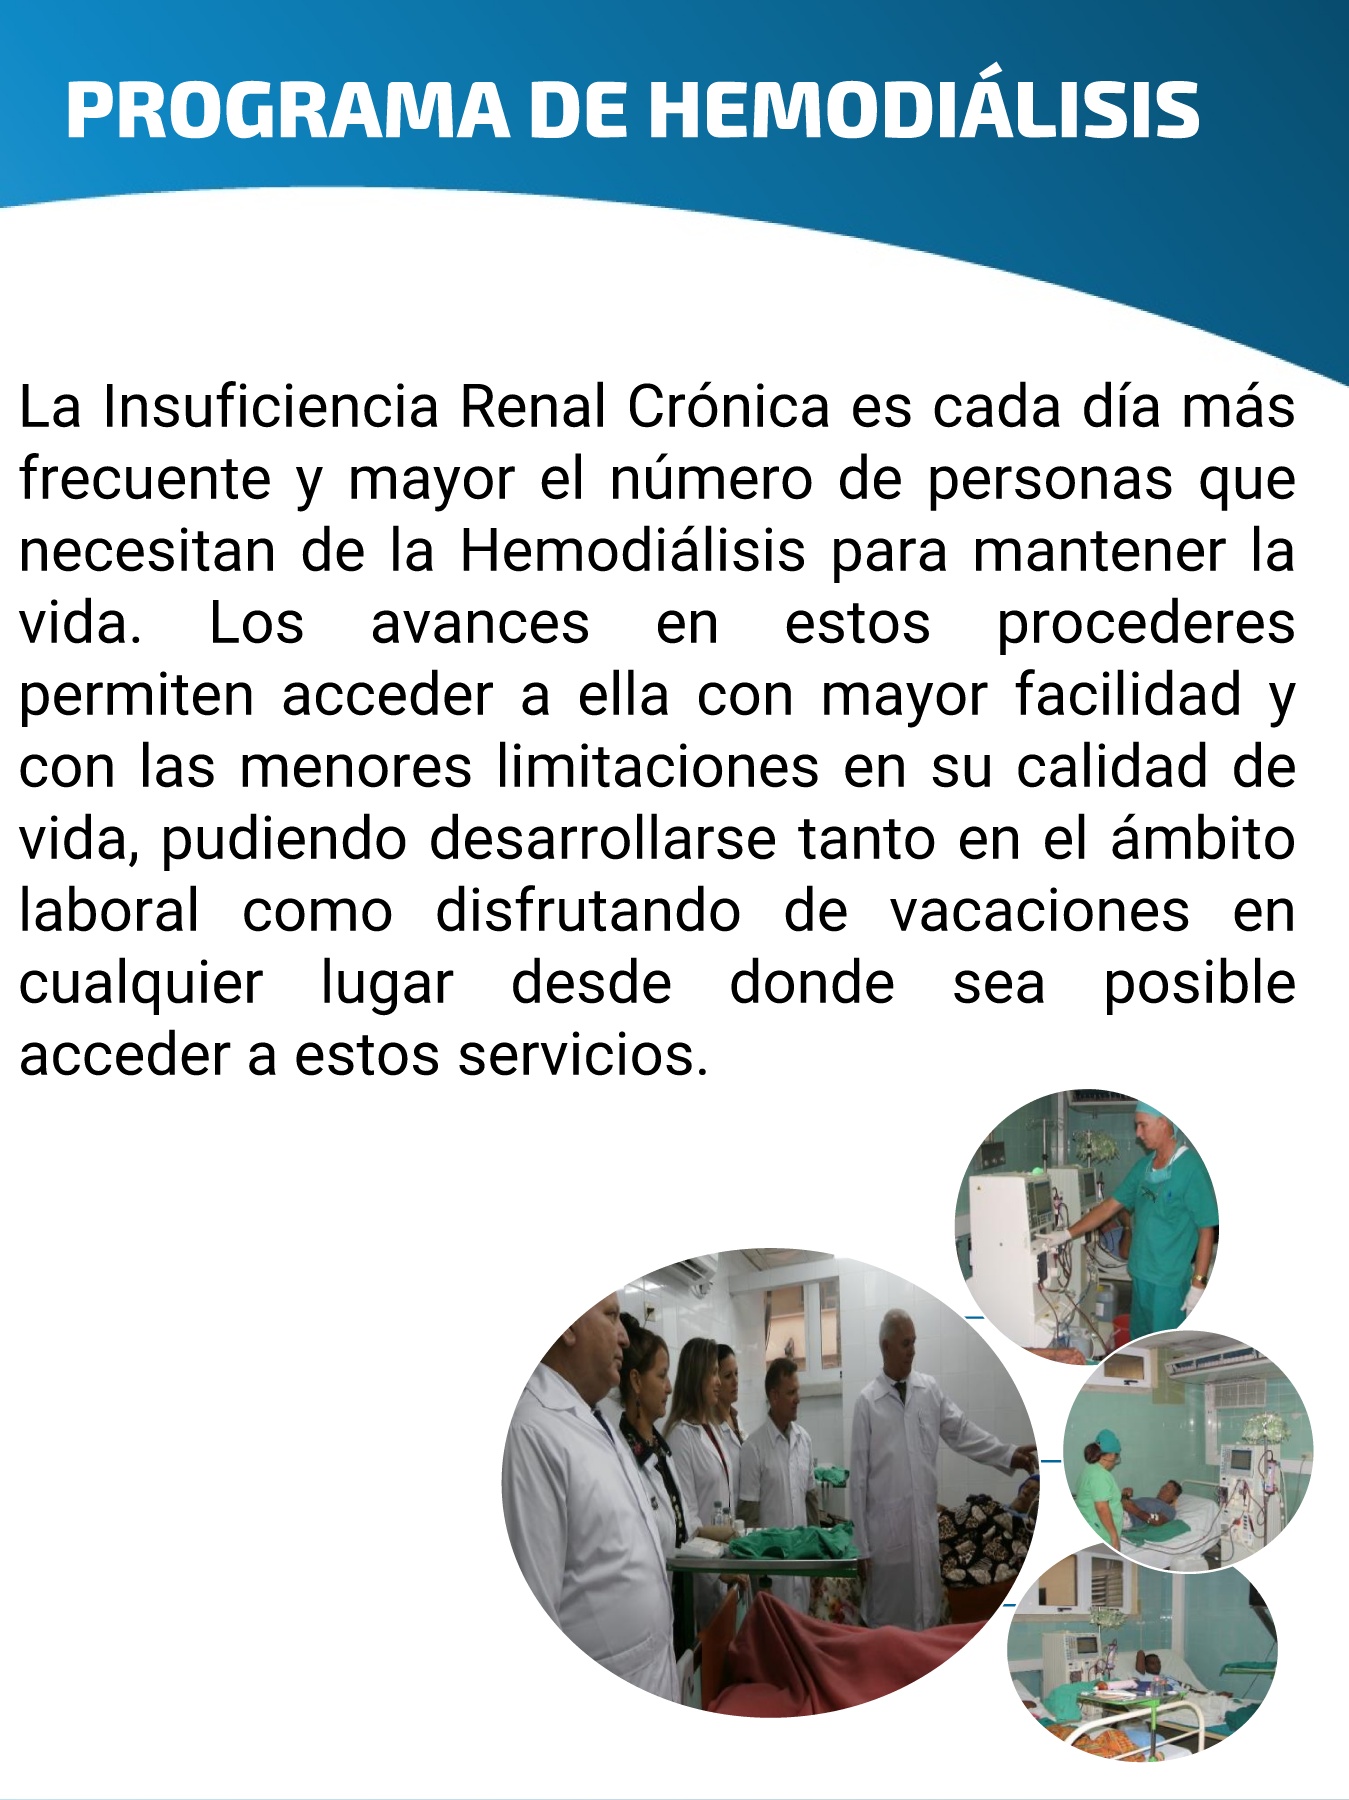 PROGRAMA DE HEMODIÁLISIS
La Insuficiencia Renal Crónica es cada día más
frecuente y mayor el número de personas que
necesitan de la Hemodiálisis para mantener la
vida. Los avances en estos procederes
permiten acceder a ella con mayor facilidad y
con las menores limitaciones en su calidad de
vida, pudiendo desarrollarse tanto en el ámbito
laboral como disfrutando de vacaciones en
cualquier lugar desde donde sea posible
acceder a estos servicios.